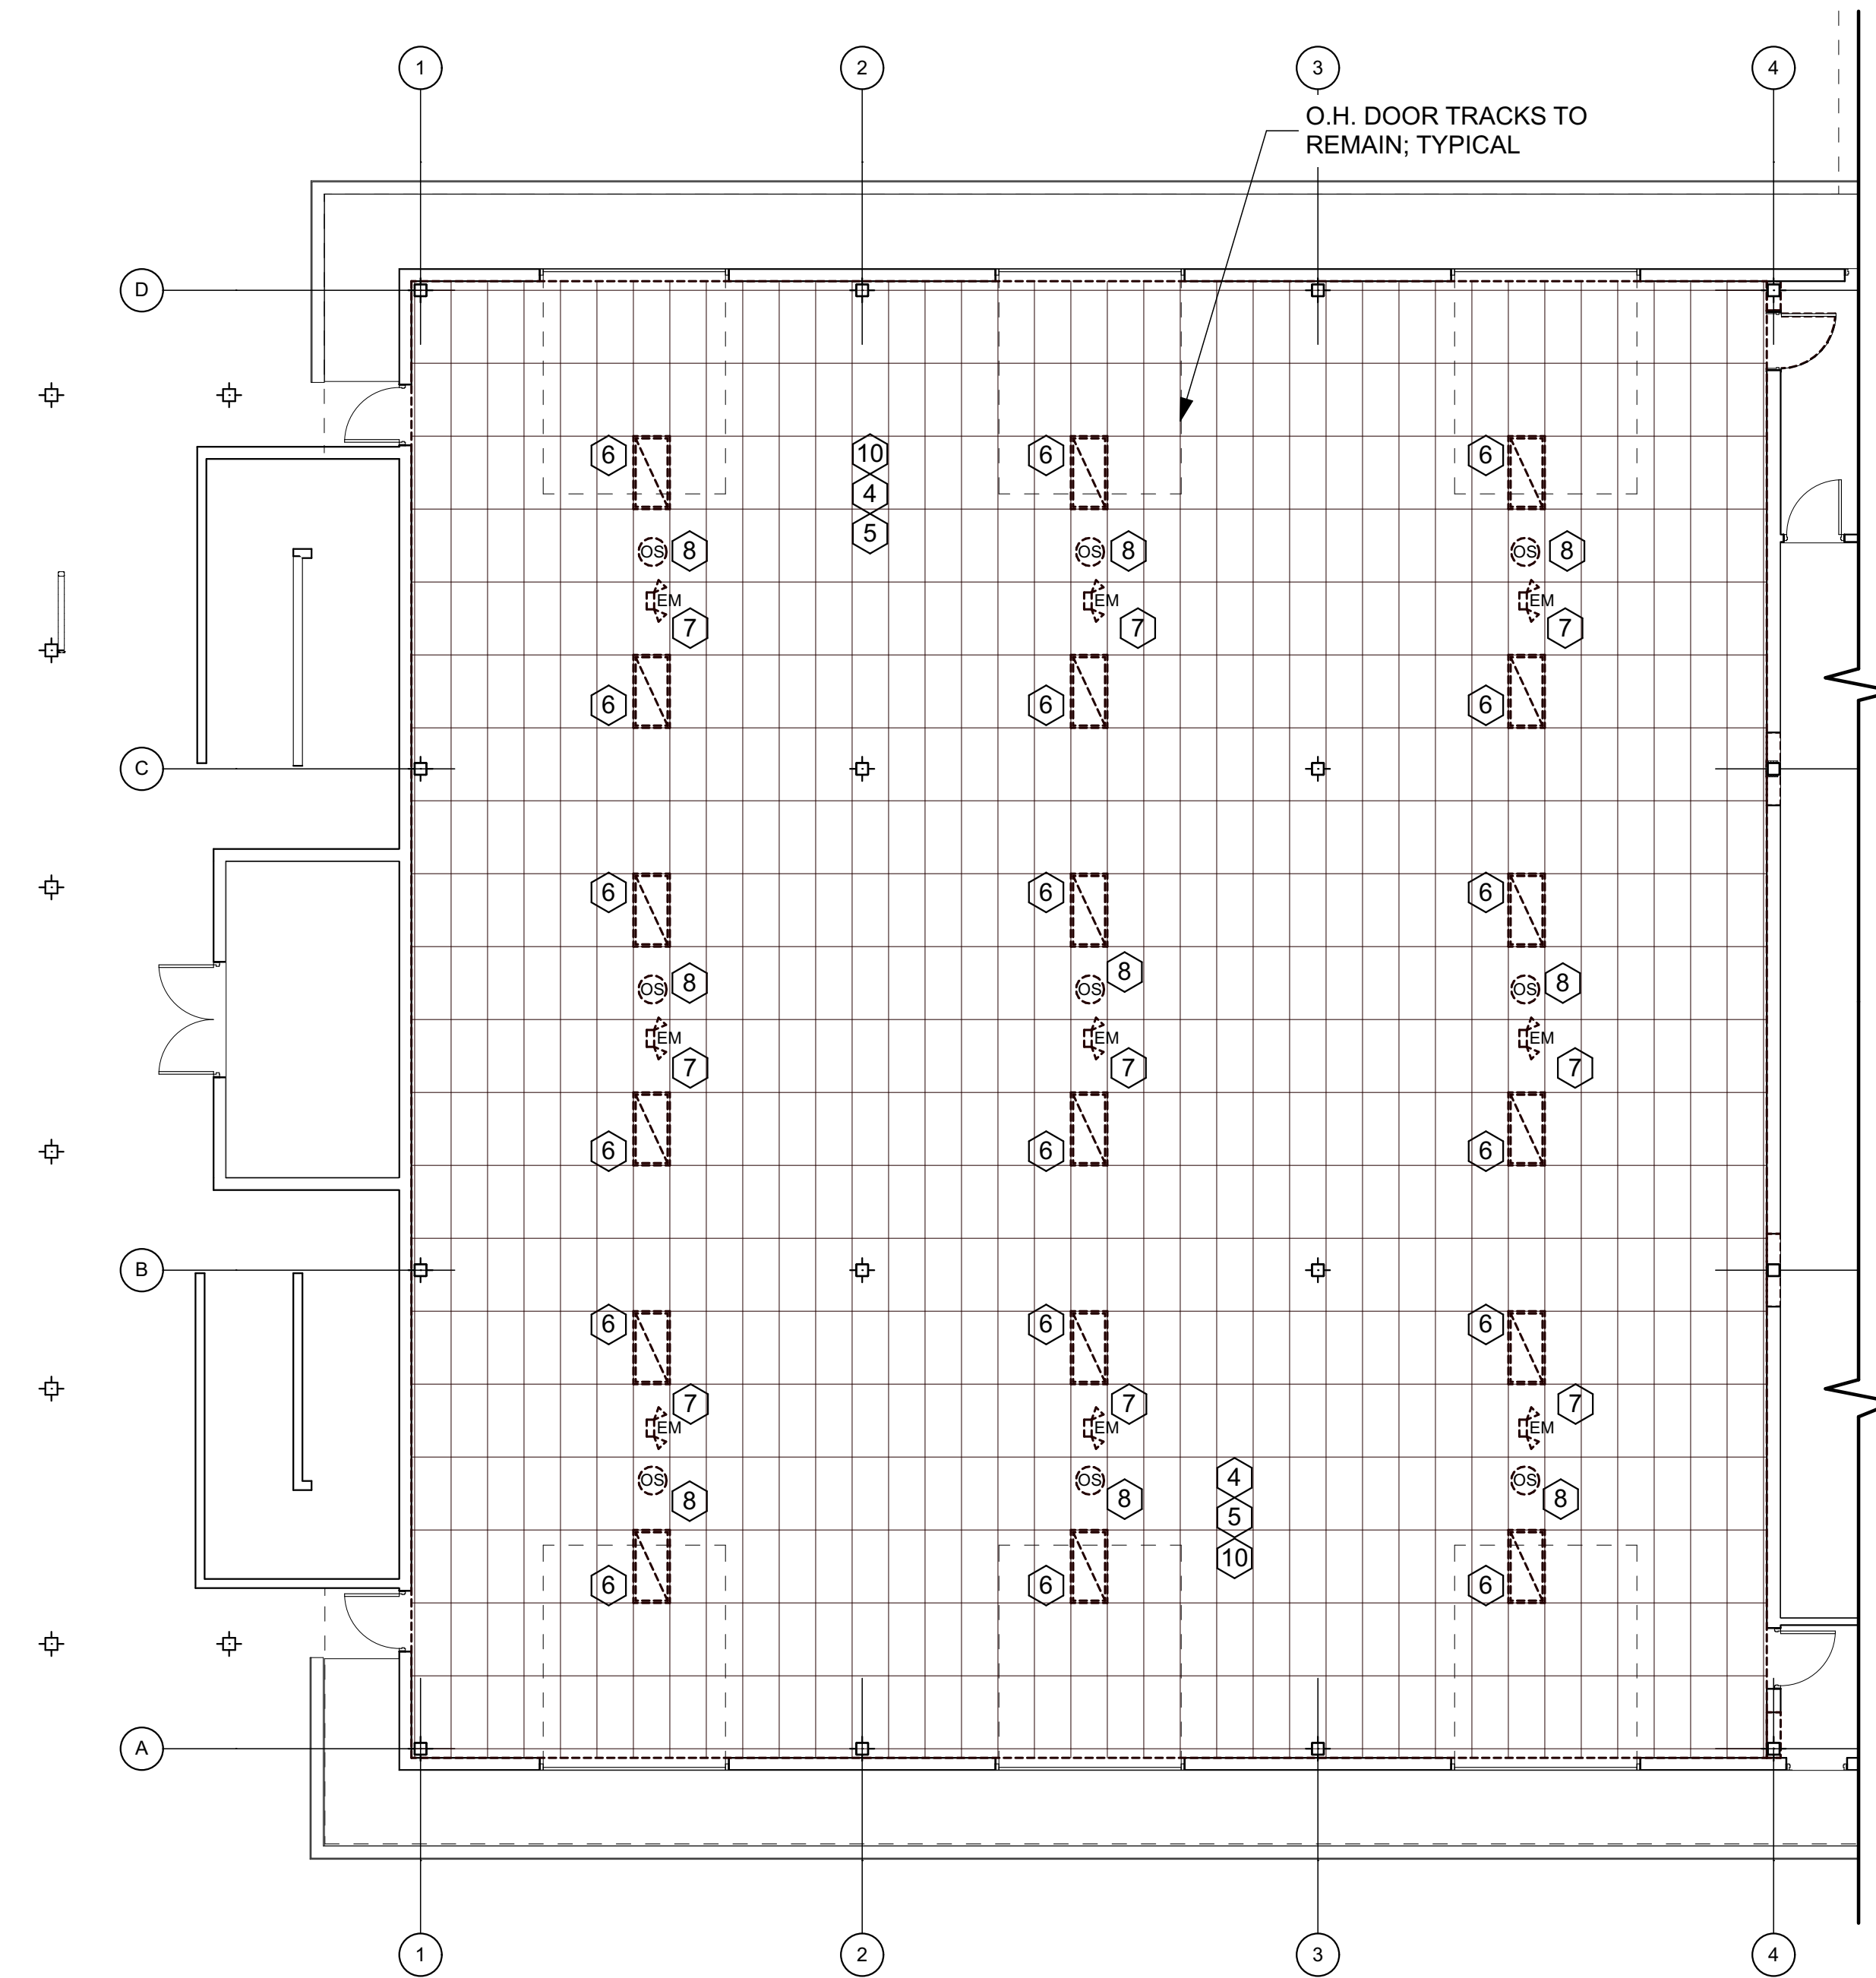 1 2 3 4
O.H. DOOR TRACKS TO
REMAIN; TYPICAL
D
6 10 6 6
4
5
OS 8 OS 8 OS 8
EM EM EM
7 7 7
6 6 6
C
6 6 6
OS 8 OS 8 OS 8
EM EM EM
7 7 7
6 6 6
B
6 6 6
7 7 7
EM EM EM
OS 8 OS 8 4 OS 8
5
10
6 6 6
A
1 2 3 4